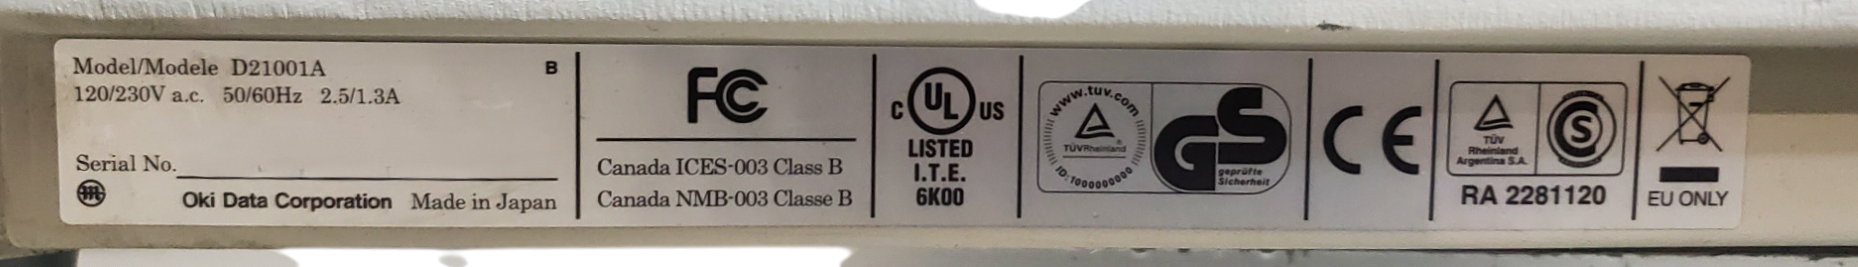 Model/Modele D21001A
B
120/230V a.c. 50/60Hz 2.5/1.3A
Serial No.
Oki Data Corporation Made in Japan
FC
Canada ICES-003 Class B
Canada NMB-003 Classe B
C UL US
LISTED
I.T.E.
6K00
www.tuv.com
TÜVRheinland®
ID:1000000000
GS
geprüfte
Sicherheit
CE
TÜV
Rheinland
Argentina S.A.
S
RA 2281120
EU ONLY